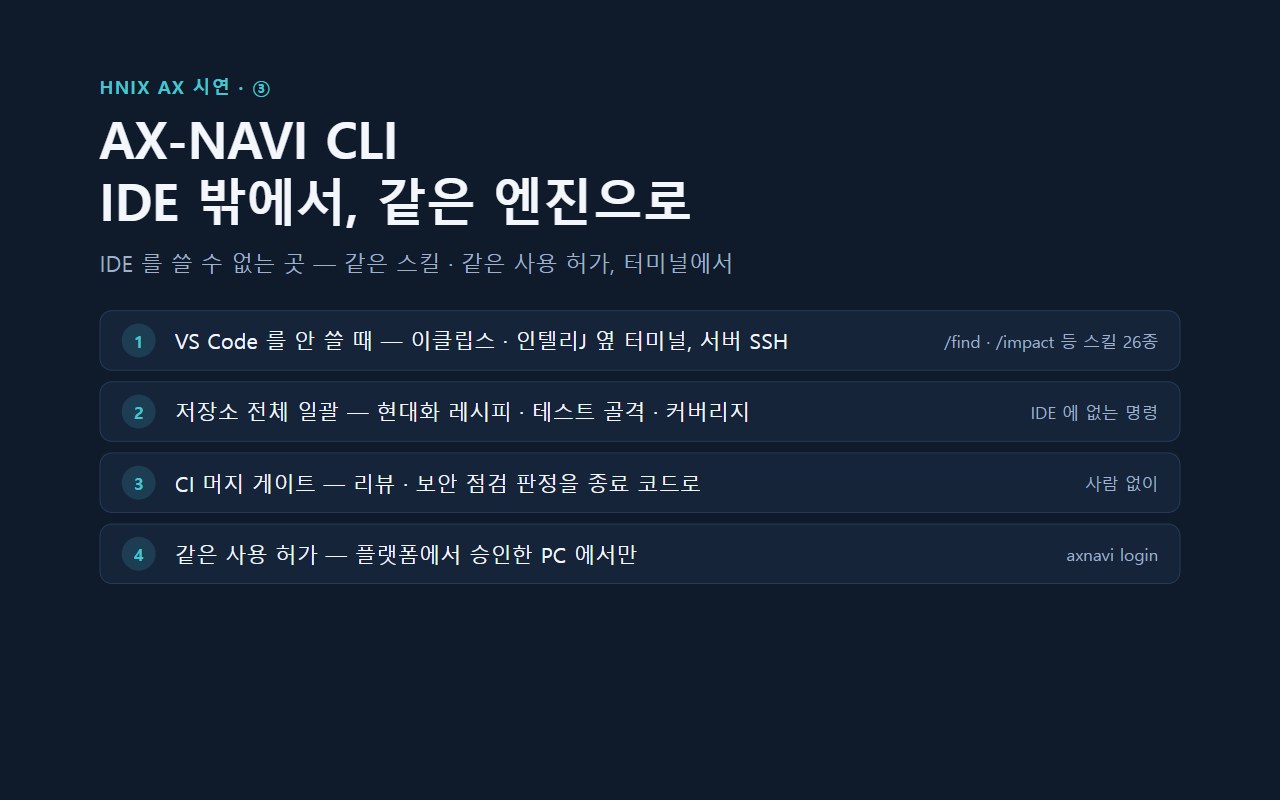 HNIX AX 시연 · ③
AX-NAVI CLI
IDE 밖에서, 같은 엔진으로
IDE 를 쓸 수 없는 곳 — 같은 스킬 · 같은 사용 허가, 터미널에서
1 VS Code 를 안 쓸 때 — 이클립스 · 인텔리J 옆 터미널, 서버 SSH /find · /impact 등 스킬 26종
2 저장소 전체 일괄 — 현대화 레시피 · 테스트 골격 · 커버리지 IDE 에 없는 명령
3 CI 머지 게이트 — 리뷰 · 보안 점검 판정을 종료 코드로 사람 없이
4 같은 사용 허가 — 플랫폼에서 승인한 PC 에서만 axnavi login